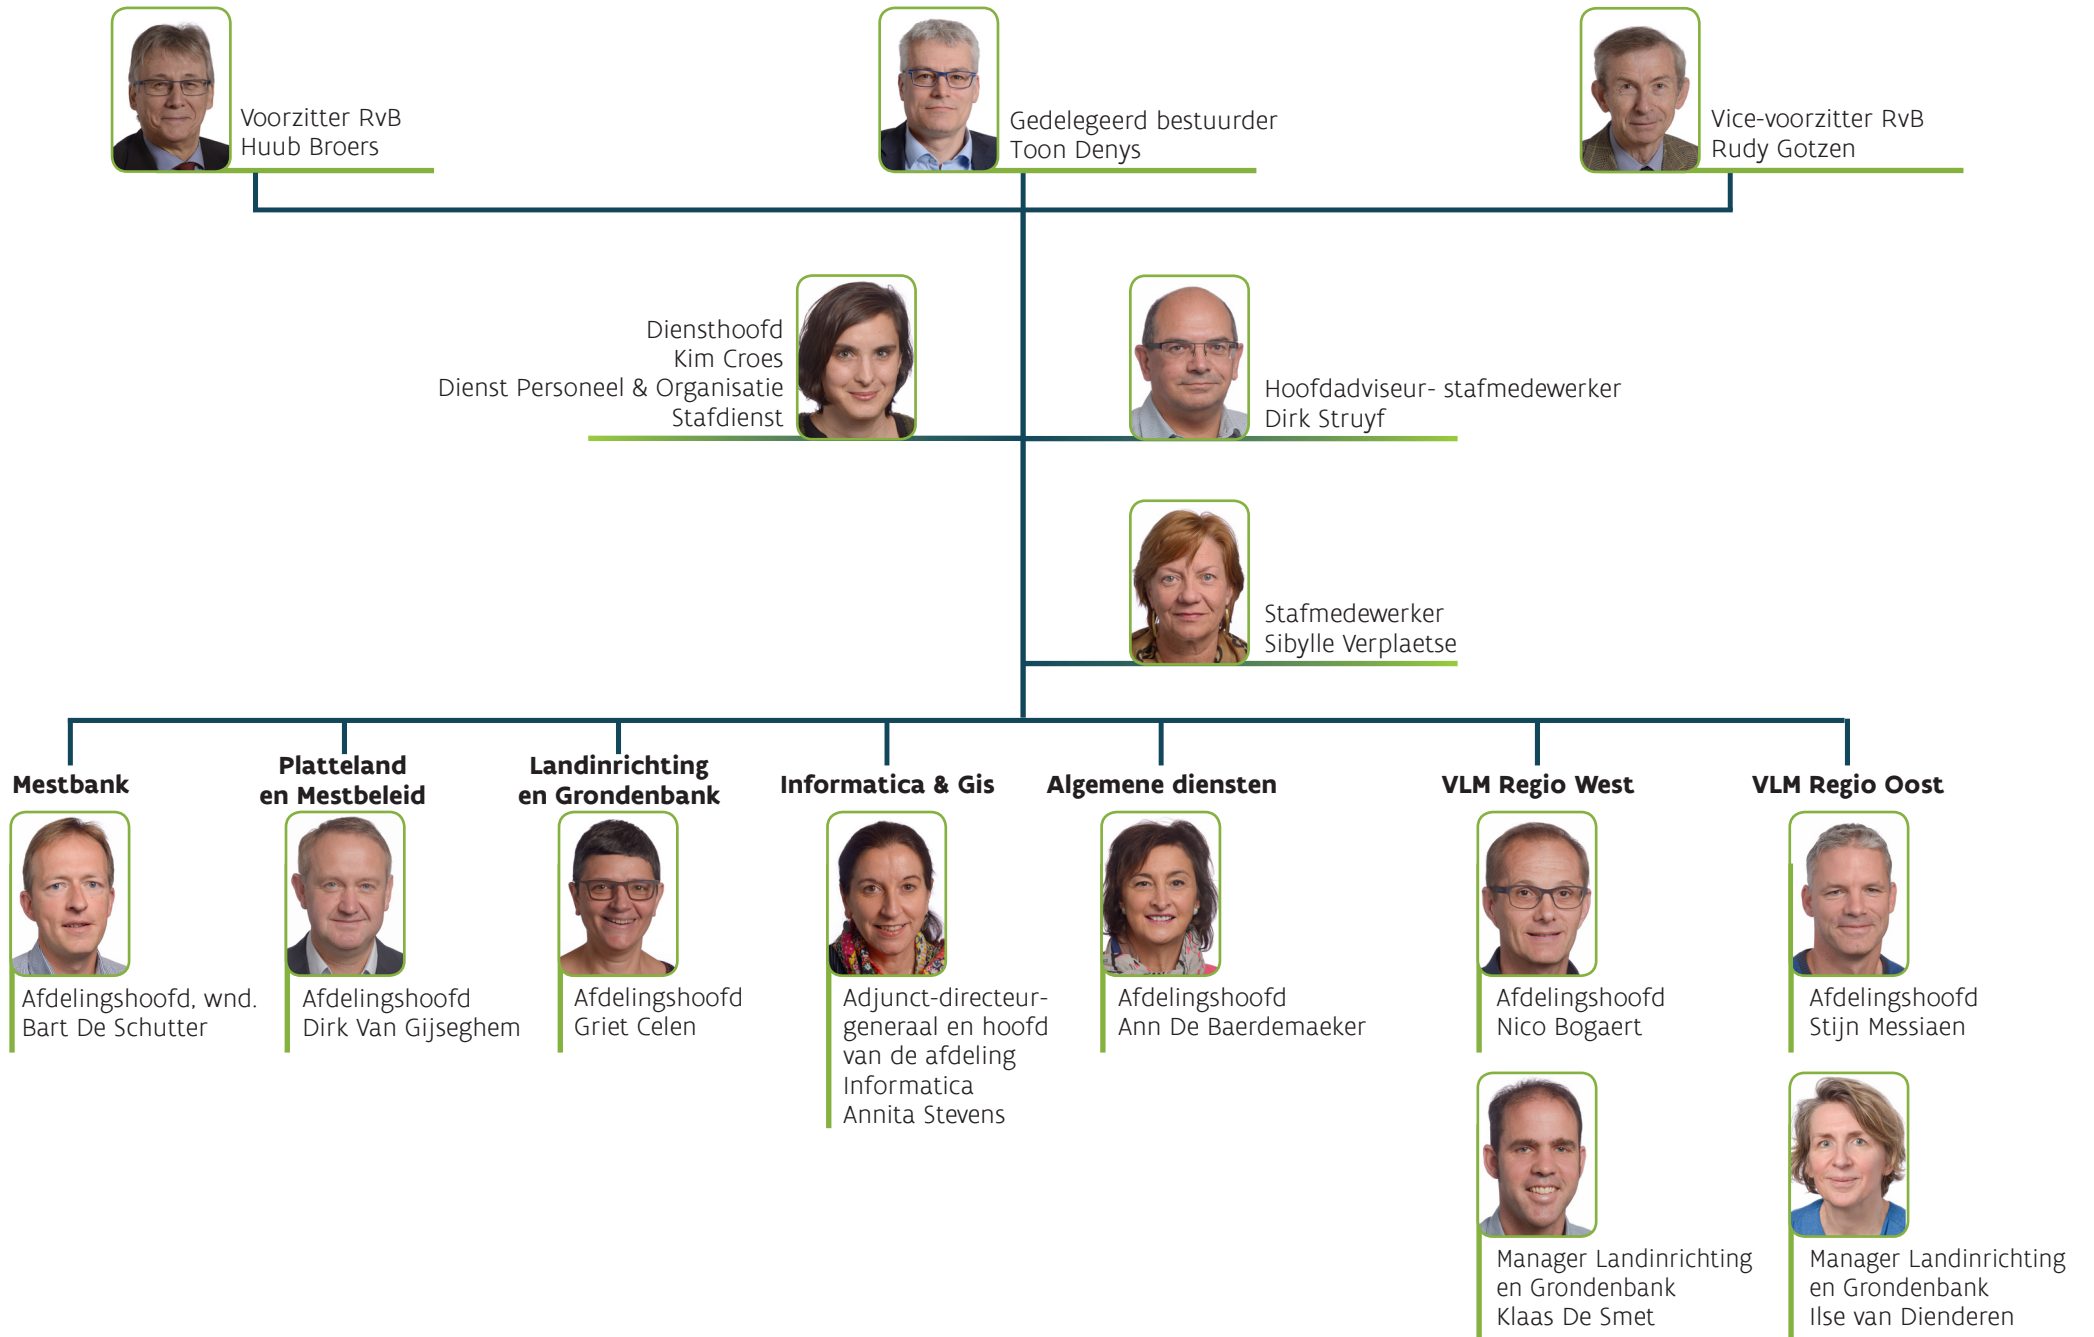 Voorzitter RvB
Huub Broers
Gedelegeerd bestuurder
Toon Denys
Vice-voorzitter RvB
Rudy Gotzen
Diensthoofd
Kim Croes
Dienst Personeel & Organisatie
Stafdienst
Hoofdadviseur- stafmedewerker
Dirk Struyf
Stafmedewerker
Sibylle Verplaetse
Mestbank
Afdelingshoofd, wnd.
Bart De Schutter
Platteland
en Mestbeleid
Afdelingshoofd
Dirk Van Gijseghem
Landinrichting
en Grondenbank
Afdelingshoofd
Griet Celen
Informatica & Gis
Adjunct-directeur-
generaal en hoofd
van de afdeling
Informatica
Annita Stevens
Algemene diensten
Afdelingshoofd
Ann De Baerdemaeker
VLM Regio West
Afdelingshoofd
Nico Bogaert
Manager Landinrichting
en Grondenbank
Klaas De Smet
VLM Regio Oost
Afdelingshoofd
Stijn Messiaen
Manager Landinrichting
en Grondenbank
Ilse van Dienderen